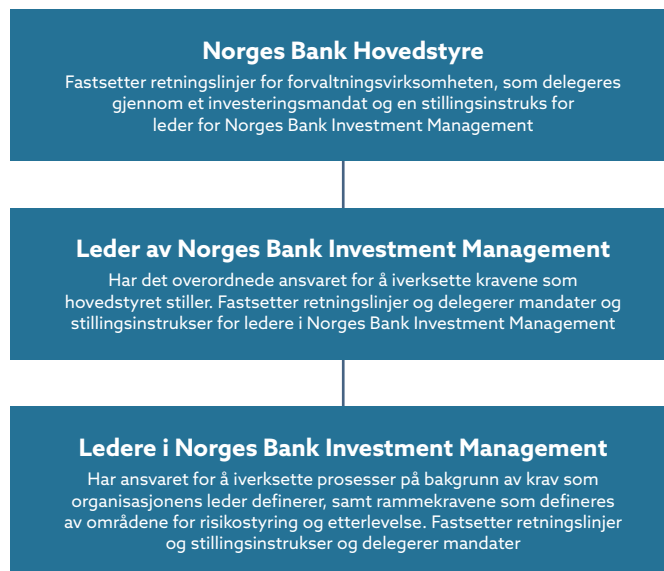 Norges Bank Hovedstyre
Fastsetter retningslinjer for forvaltningsvirksomheten, som delegeres
gjennom et investeringsmandat og en stillingsinstruks for
leder for Norges Bank Investment Management
Leder av Norges Bank Investment Management
Har det overordnede ansvaret for å iverksette kravene som
hovedstyret stiller. Fastsetter retningslinjer og delegerer mandater og
stillingsinstrukser for ledere i Norges Bank Investment Management
Ledere i Norges Bank Investment Management
Har ansvaret for å iverksette prosesser på bakgrunn av krav som
organisasjonens leder definerer, samt rammekravene som defineres
av områdene for risikostyring og etterlevelse. Fastsetter retningslinjer
og stillingsinstrukser og delegerer mandater